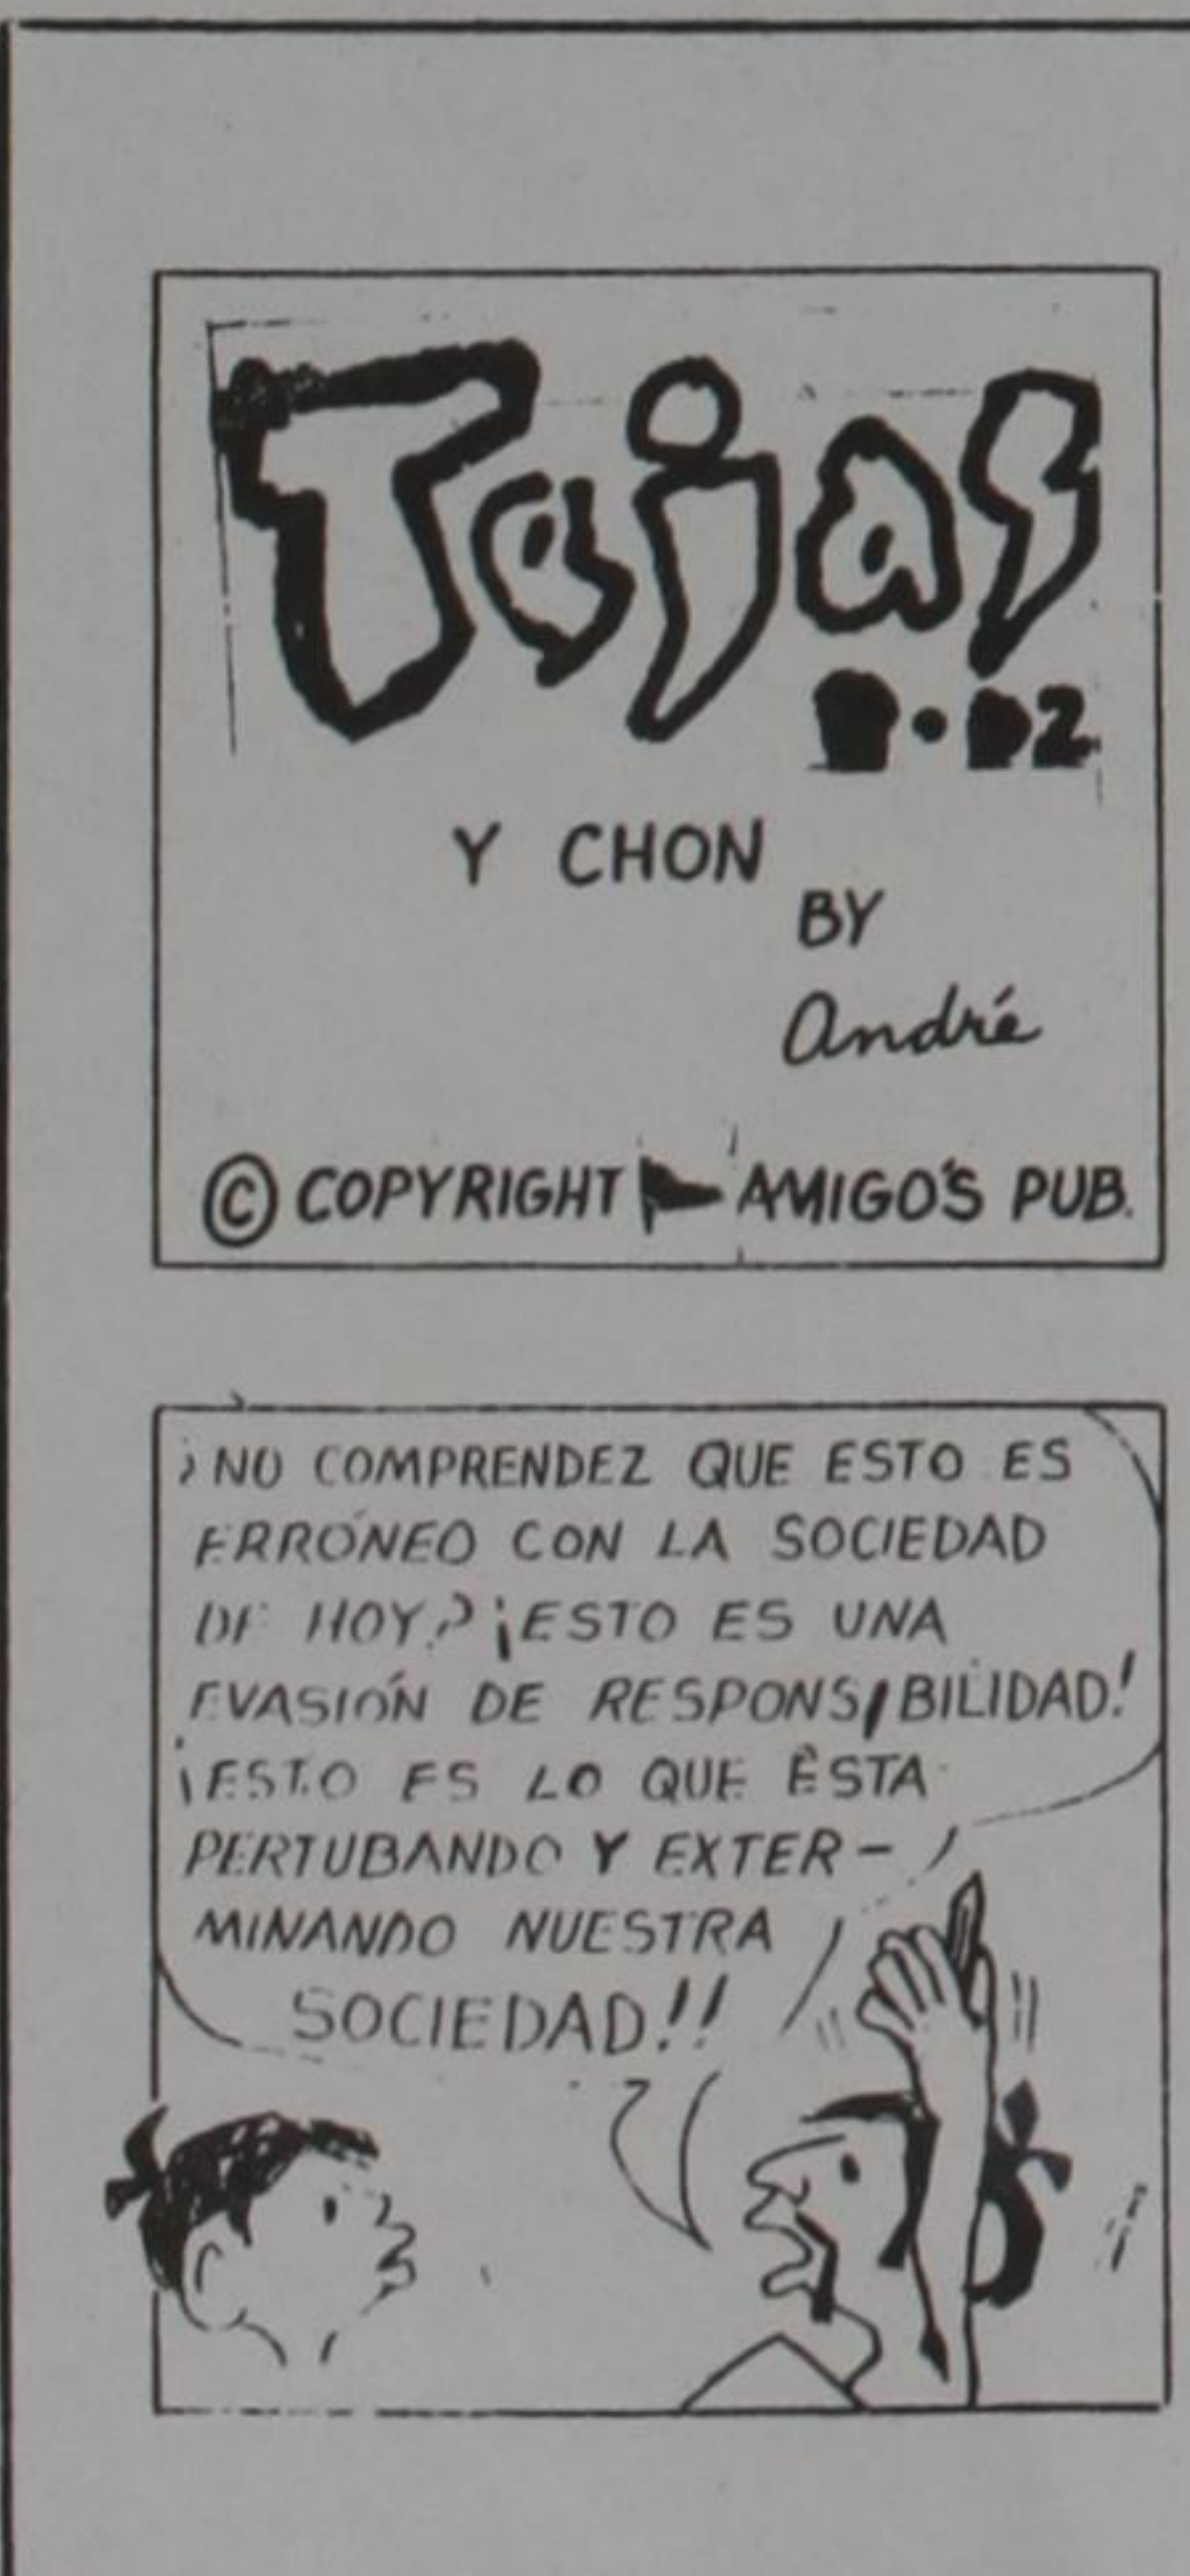 Tejas
Y CHON
BY
André
© COPYRIGHT AMIGO'S PUB.
¿NO COMPRENDEZ QUE ESTO ES
ERRÓNEO CON LA SOCIEDAD
DE HOY? ¡ESTO ES UNA
EVASIÓN DE RESPONSIBILIDAD!
¡ESTO ES LO QUE ÉSTA
PERTUBANDO Y EXTER-
MINANDO NUESTRA
SOCIEDAD!!